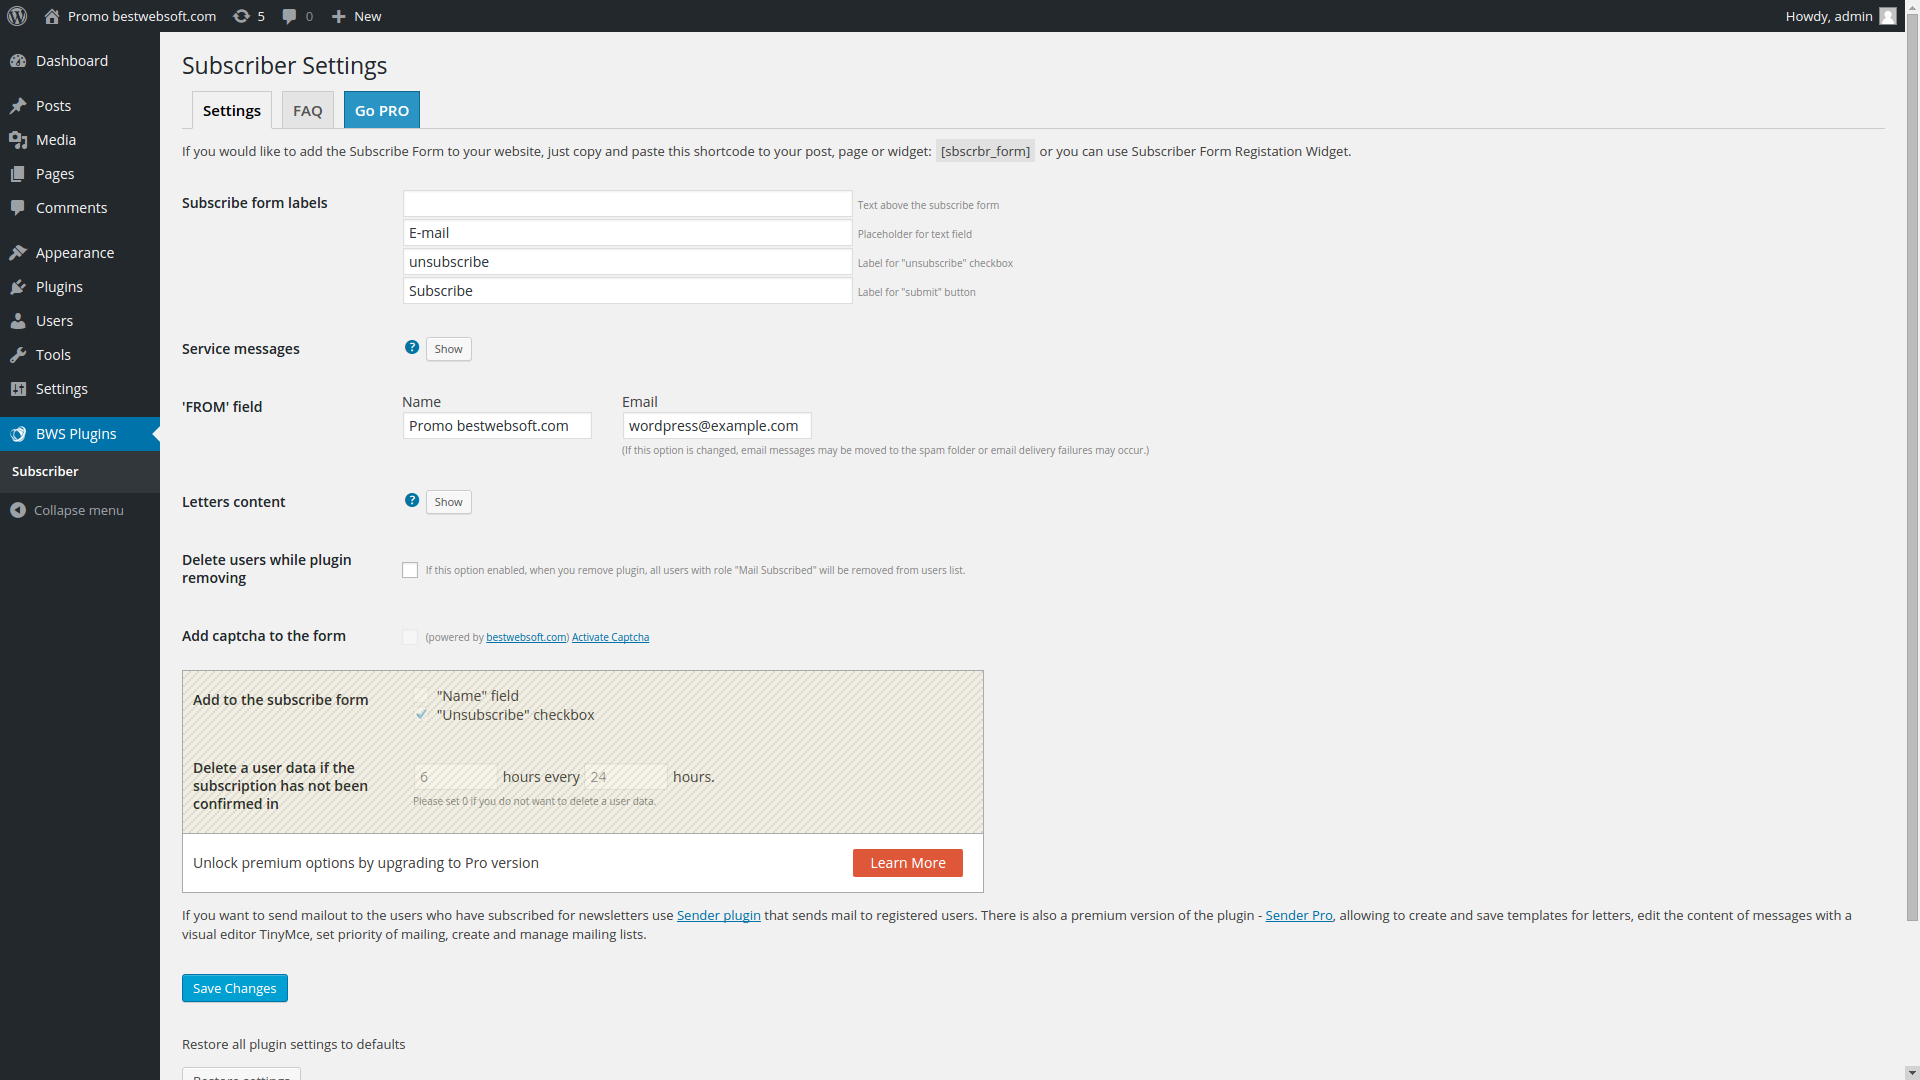 Promo bestwebsoft.com 5 0 New Howdy, admin
Dashboard
Posts
Media
Pages
Comments
Appearance
Plugins
Users
Tools
Settings
BWS Plugins
Subscriber
Collapse menu
Subscriber Settings
Settings FAQ Go PRO
If you would like to add the Subscribe Form to your website, just copy and paste this shortcode to your post, page or widget: [sbscrbr_form] or you can use Subscriber Form Registation Widget.
Subscribe form labels
Text above the subscribe form
E-mail Placeholder for text field
unsubscribe Label for "unsubscribe" checkbox
Subscribe Label for "submit" button
Service messages ? Show
'FROM' field
Name Email
Promo bestwebsoft.com wordpress@example.com
(If this option is changed, email messages may be moved to the spam folder or email delivery failures may occur.)
Letters content ? Show
Delete users while plugin
removing
If this option enabled, when you remove plugin, all users with role "Mail Subscribed" will be removed from users list.
Add captcha to the form (powered by bestwebsoft.com) Activate Captcha
Add to the subscribe form
"Name" field
"Unsubscribe" checkbox
Delete a user data if the
subscription has not been
confirmed in
6 hours every 24 hours.
Please set 0 if you do not want to delete a user data.
Unlock premium options by upgrading to Pro version Learn More
If you want to send mailout to the users who have subscribed for newsletters use Sender plugin that sends mail to registered users. There is also a premium version of the plugin - Sender Pro, allowing to create and save templates for letters, edit the content of messages with a
visual editor TinyMce, set priority of mailing, create and manage mailing lists.
Save Changes
Restore all plugin settings to defaults
Restore settings